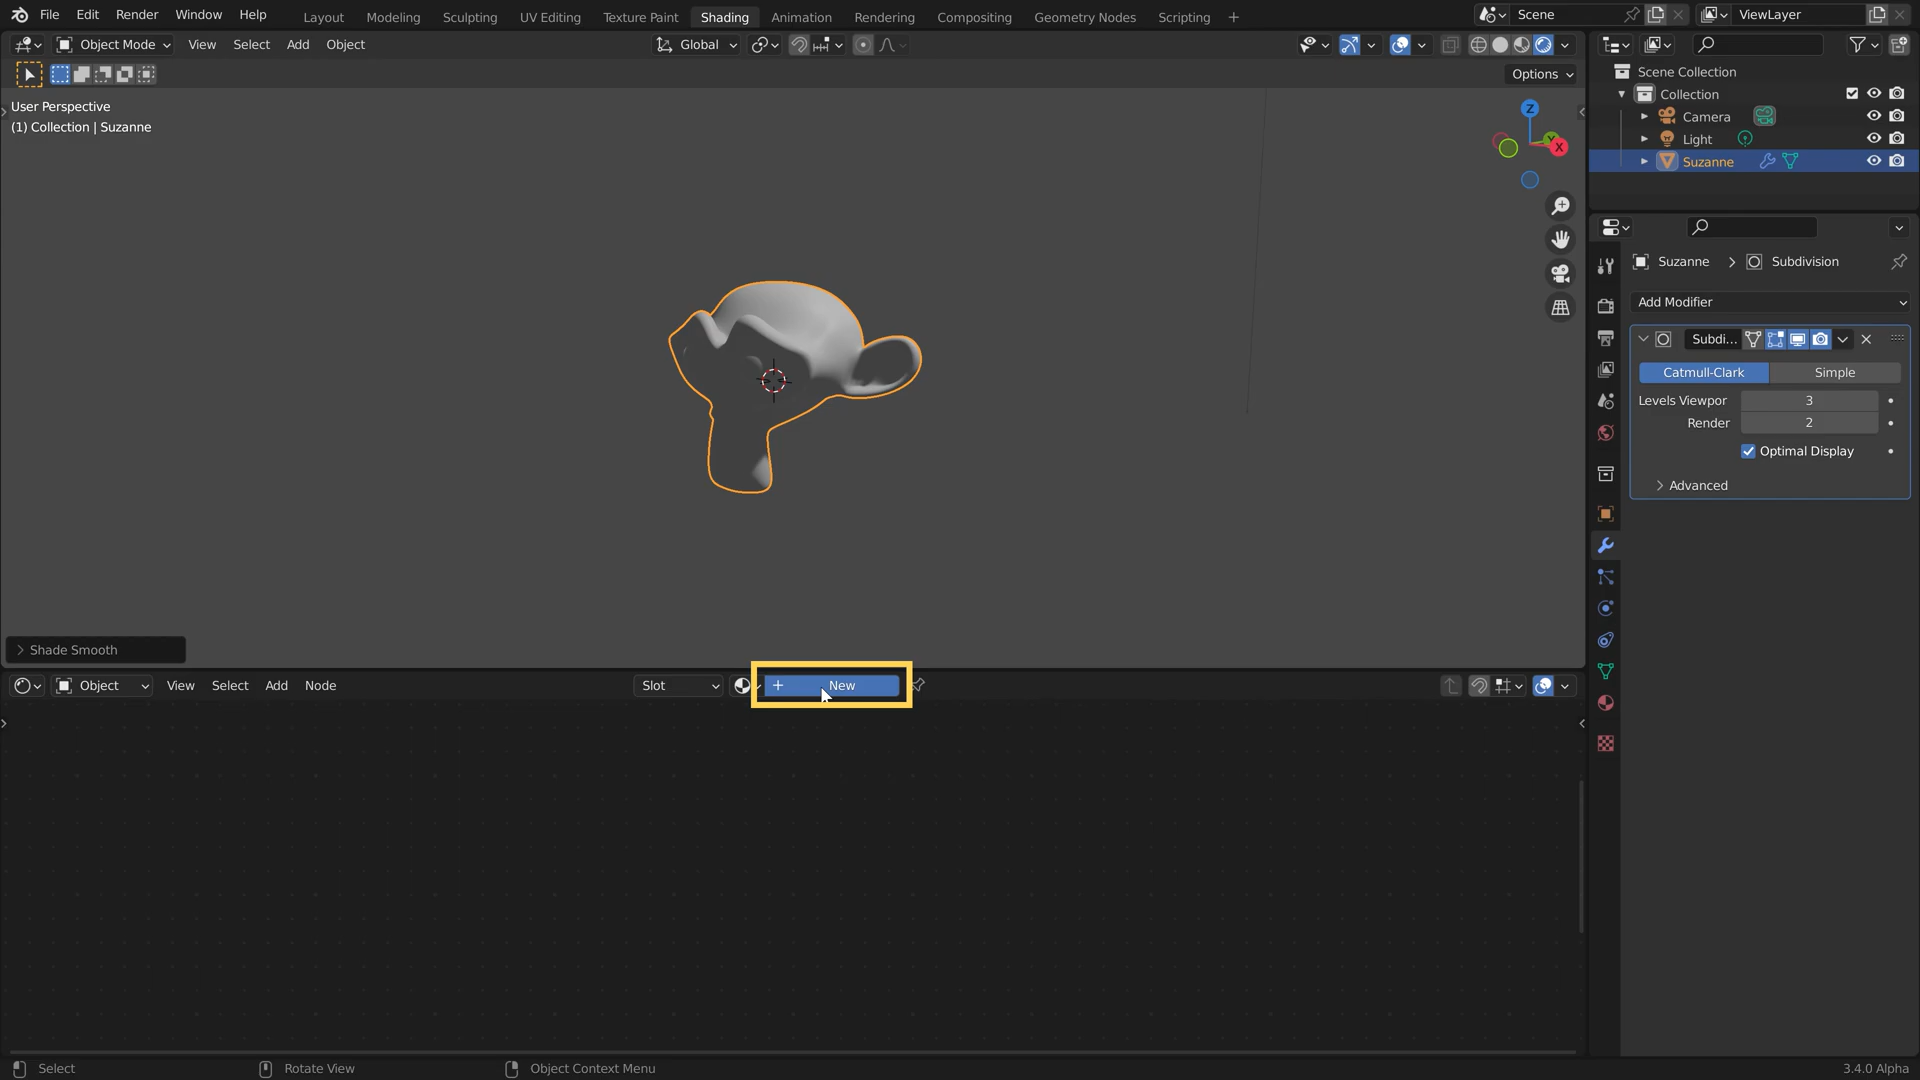 File Edit Render Window Help Layout Modeling Sculpting UV Editing Texture Paint Shading Animation Rendering Compositing Geometry Nodes Scripting + Scene ViewLayer
Object Mode View Select Add Object Global
Options
User Perspective
(1) Collection | Suzanne
Z
Y
X
Scene Collection
Collection
Camera
Light
Suzanne
Suzanne > Subdivision
Add Modifier
Subdi...
Catmull-Clark Simple
Levels Viewpor 3
Render 2
Optimal Display
Advanced
Shade Smooth
Object View Select Add Node Slot + New
Select Rotate View Object Context Menu 3.4.0 Alpha